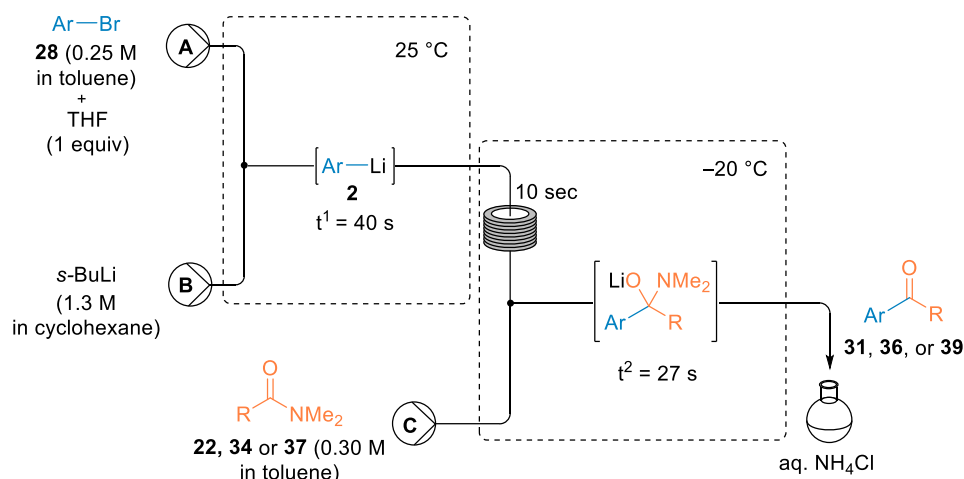 Ar—Br
28 (0.25 M
in toluene)
+
THF
(1 equiv)
A
25 °C
[Ar—Li]
2
t¹ = 40 s
s-BuLi
(1.3 M
in cyclohexane)
B
–20 °C
10 sec
LiO NMe₂
Ar R
t² = 27 s
O
R NMe₂
22, 34 or 37 (0.30 M
in toluene)
C
O
Ar R
31, 36, or 39
aq. NH₄Cl